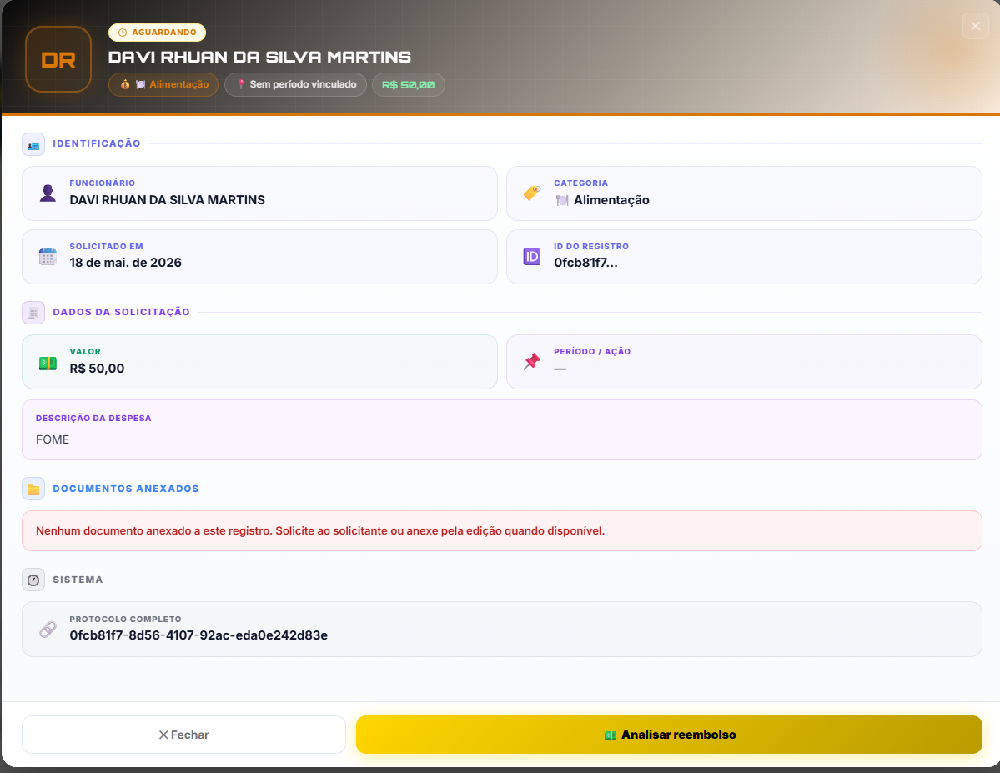 AGUARDANDO
DR
DAVI RHUAN DA SILVA MARTINS
Alimentação
Sem período vinculado
R$ 50,00
IDENTIFICAÇÃO
FUNCIONÁRIO
DAVI RHUAN DA SILVA MARTINS
CATEGORIA
Alimentação
SOLICITADO EM
18 de mai. de 2026
ID
ID DO REGISTRO
0fcb81f7...
DADOS DA SOLICITAÇÃO
VALOR
R$ 50,00
PERÍODO / AÇÃO
—
DESCRIÇÃO DA DESPESA
FOME
DOCUMENTOS ANEXADOS
Nenhum documento anexado a este registro. Solicite ao solicitante ou anexe pela edição quando disponível.
SISTEMA
PROTOCOLO COMPLETO
0fcb81f7-8d56-4107-92ac-eda0e242d83e
Fechar
Analisar reembolso